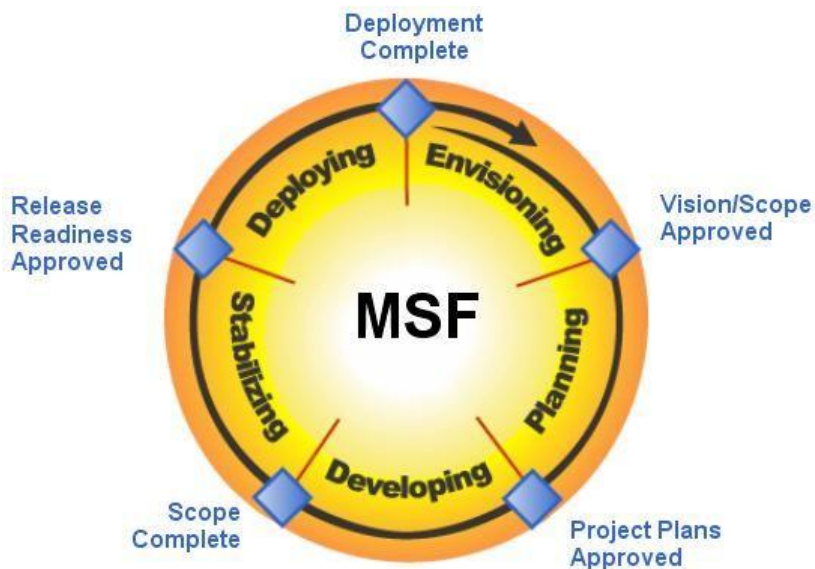 Deployment
Complete
Deploying
Envisioning
Release
Readiness
Approved
Vision/Scope
Approved
MSF
Stabilizing
Planning
Developing
Scope
Complete
Project Plans
Approved